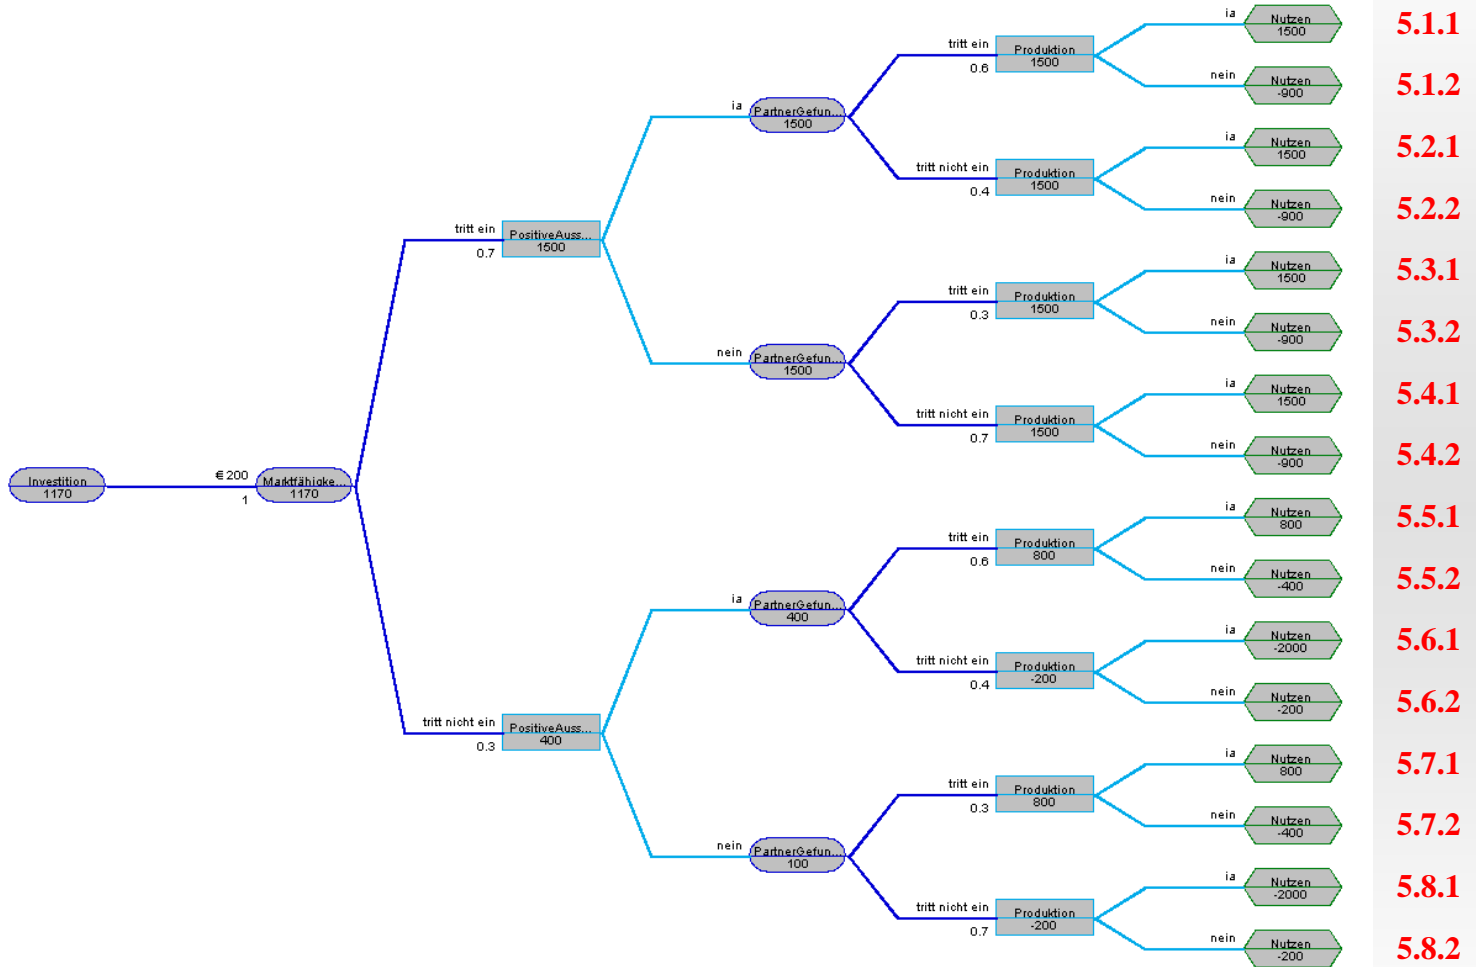 ja
Nutzen
1500
5.1.1
tritt ein
0.6
Produktion
1500
nein
Nutzen
-900
5.1.2
ja
PartnerGefun...
1500
ja
Nutzen
1500
5.2.1
tritt nicht ein
0.4
Produktion
1500
nein
Nutzen
-900
5.2.2
tritt ein
0.7
PositiveAuss...
1500
ja
Nutzen
1500
5.3.1
tritt ein
0.3
Produktion
1500
nein
Nutzen
-900
5.3.2
nein
PartnerGefun...
1500
ja
Nutzen
1500
5.4.1
tritt nicht ein
0.7
Produktion
1500
nein
Nutzen
-900
5.4.2
Investition
1170
€ 200
1
Marktfähigke...
1170
ja
Nutzen
800
5.5.1
tritt ein
0.6
Produktion
800
nein
Nutzen
-400
5.5.2
ja
PartnerGefun...
400
ja
Nutzen
-2000
5.6.1
tritt nicht ein
0.4
Produktion
-200
nein
Nutzen
-200
5.6.2
tritt nicht ein
0.3
PositiveAuss...
400
ja
Nutzen
800
5.7.1
tritt ein
0.3
Produktion
800
nein
Nutzen
-400
5.7.2
nein
PartnerGefun...
100
ja
Nutzen
-2000
5.8.1
tritt nicht ein
0.7
Produktion
-200
nein
Nutzen
-200
5.8.2